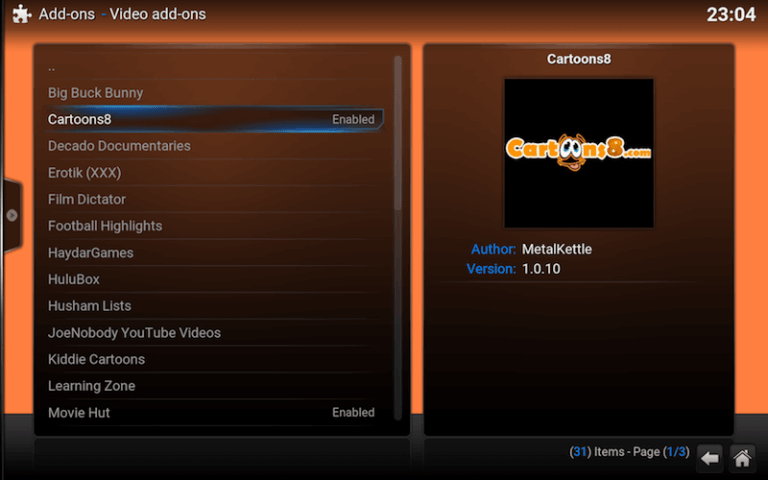 Add-ons - Video add-ons
23:04
..
Big Buck Bunny
Cartoons8 Enabled
Decado Documentaries
Erotik (XXX)
Film Dictator
Football Highlights
HaydarGames
HuluBox
Husham Lists
JoeNobody YouTube Videos
Kiddie Cartoons
Learning Zone
Movie Hut Enabled
Cartoons8
Cartoons8.com
Author: MetalKettle
Version: 1.0.10
(31) Items - Page (1/3)